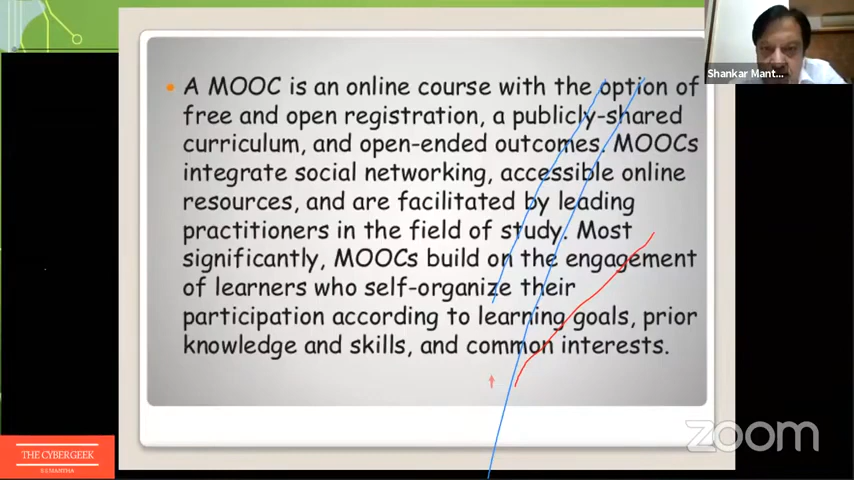 Shankar Mant...
• A MOOC is an online course with the option of
free and open registration, a publicly-shared
curriculum, and open-ended outcomes. MOOCs
integrate social networking, accessible online
resources, and are facilitated by leading
practitioners in the field of study. Most
significantly, MOOCs build on the engagement
of learners who self-organize their
participation according to learning goals, prior
knowledge and skills, and common interests.
zoom
THE CYBERGEEK
S S MANTHA